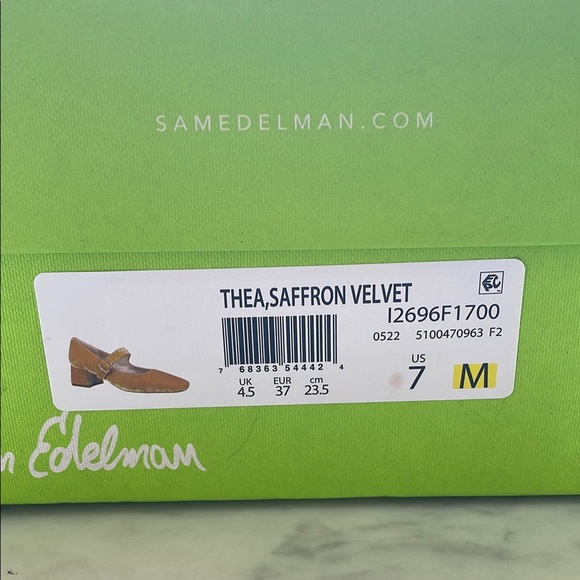 SAMEDELMAN.COM
THEA,SAFFRON VELVET
I2696F1700
0522 5100470963 F2
7 68363 54442 4
UK EUR cm
4.5 37 23.5
US
7 M
Edelman